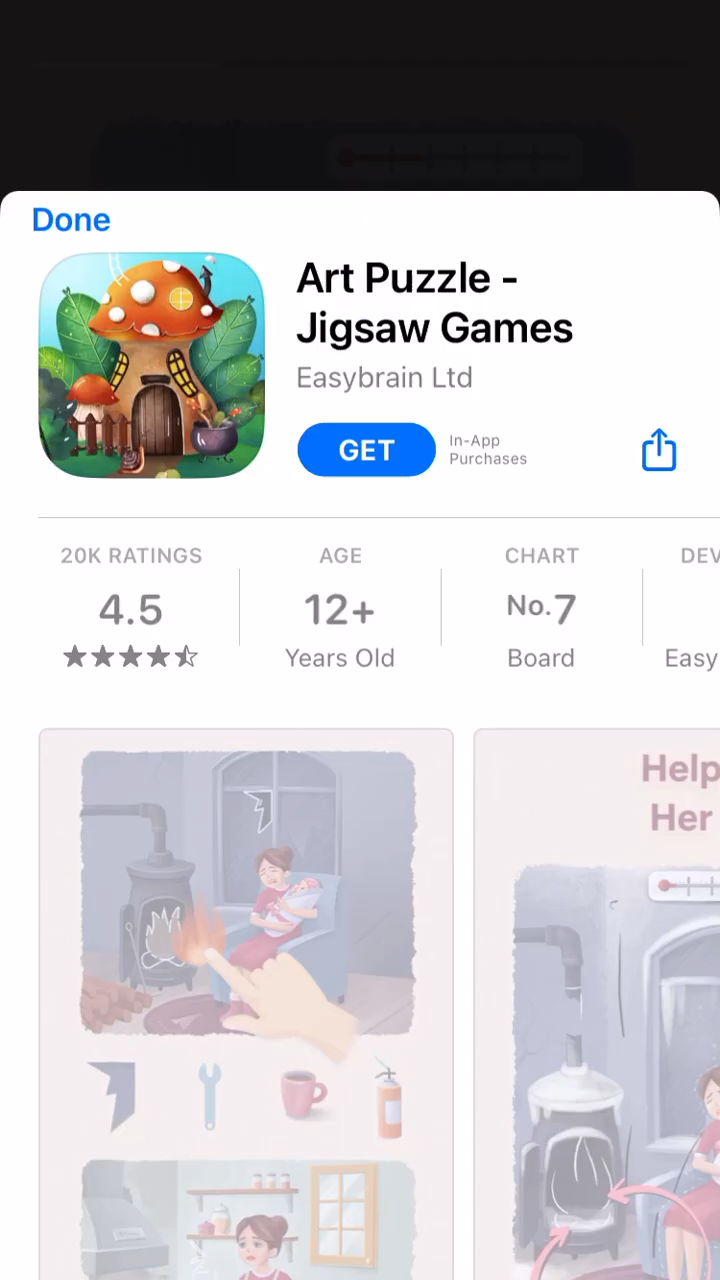 Done
Art Puzzle -
Jigsaw Games
Easybrain Ltd
GET
In-App
Purchases
20K RATINGS
AGE
CHART
DEV
4.5
12+
No.7
Years Old
Board
Easy
Help
Her